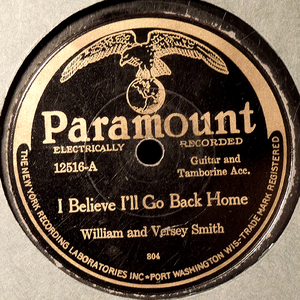 Paramount
ELECTRICALLY RECORDED
12516-A
Guitar and
Tamborine Acc.
I Believe I'll Go Back Home
William and Versey Smith
804
THE NEW YORK RECORDING LABORATORIES INC-PORT WASHINGTON WIS-TRADE MARK REGISTERED